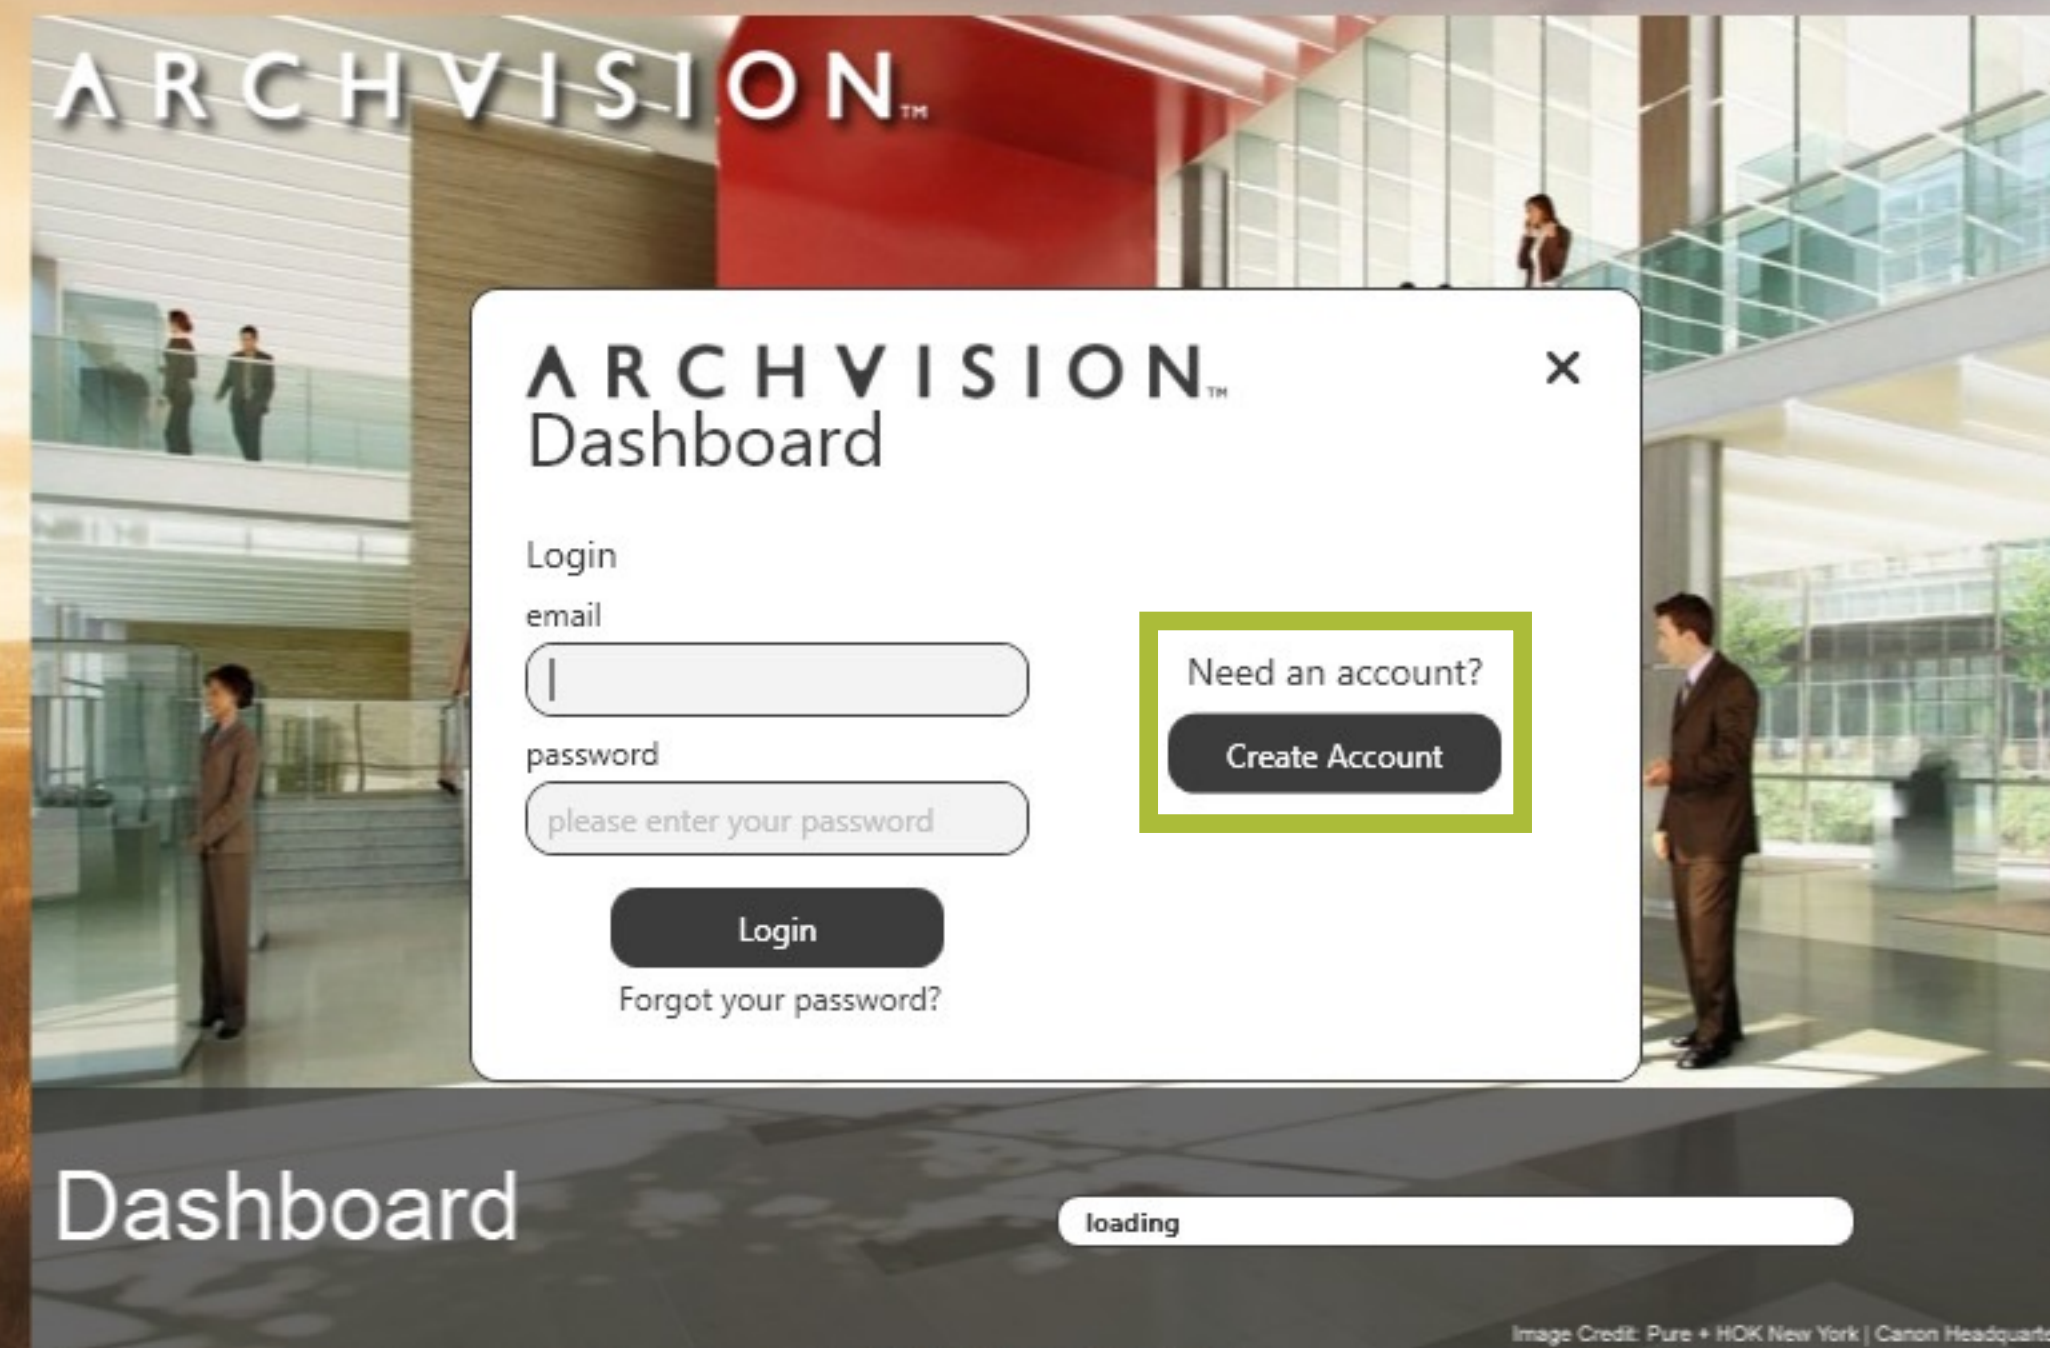 ARCHVISION™
ARCHVISION™
Dashboard
Login
email
Need an account?
password
Create Account
please enter your password
Login
Forgot your password?
Dashboard
loading
Image Credit: Pure + HOK New York | Canon Headquarte